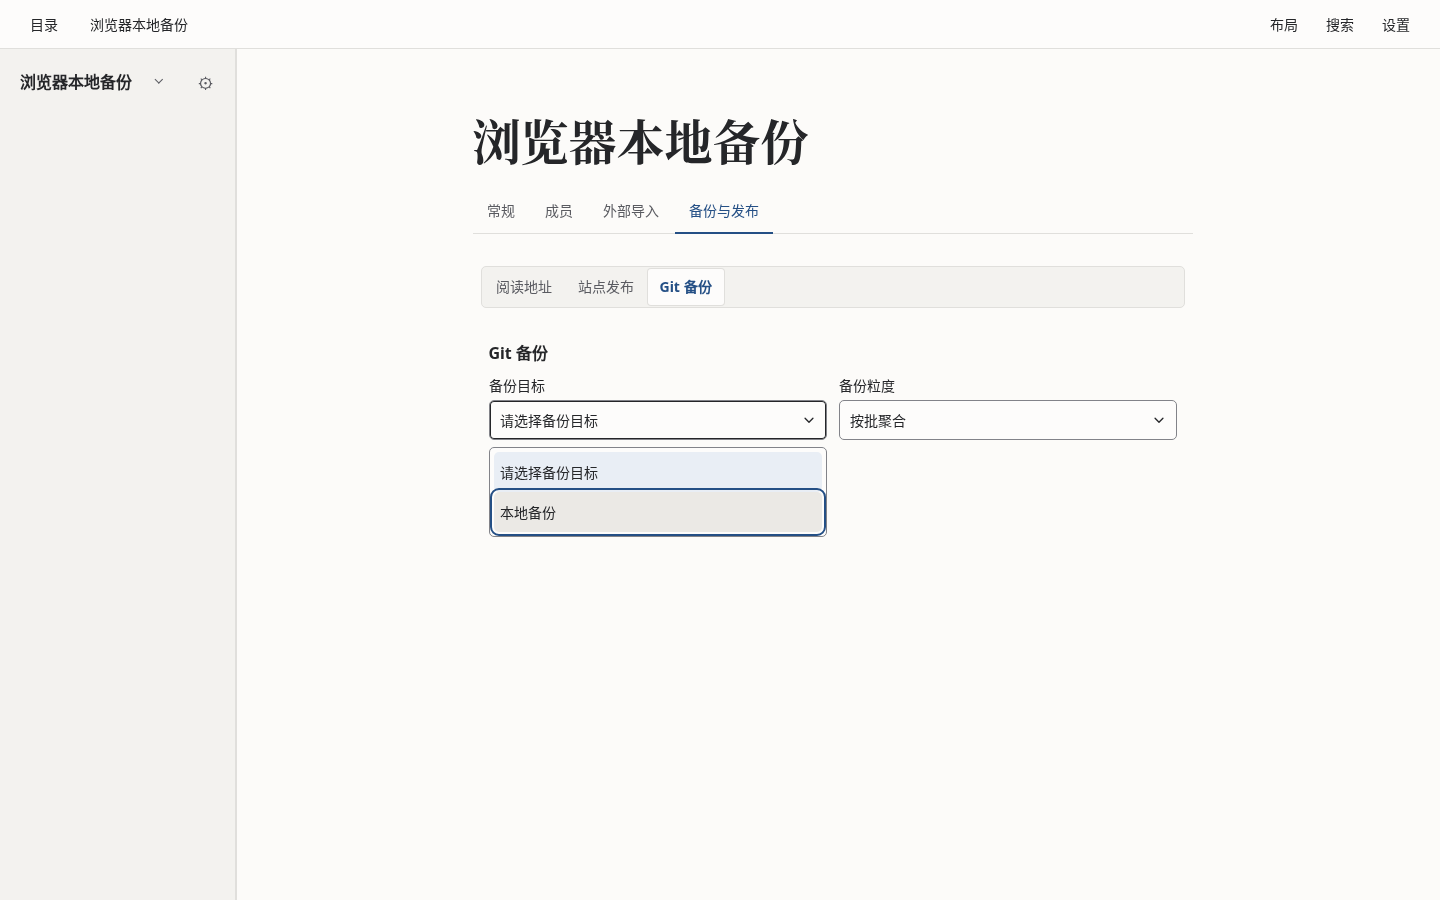 目录 浏览器本地备份 布局 搜索 设置
浏览器本地备份
浏览器本地备份
常规 成员 外部导入 备份与发布
阅读地址 站点发布 Git 备份
Git 备份
备份目标 备份粒度
请选择备份目标 按批聚合
请选择备份目标
本地备份